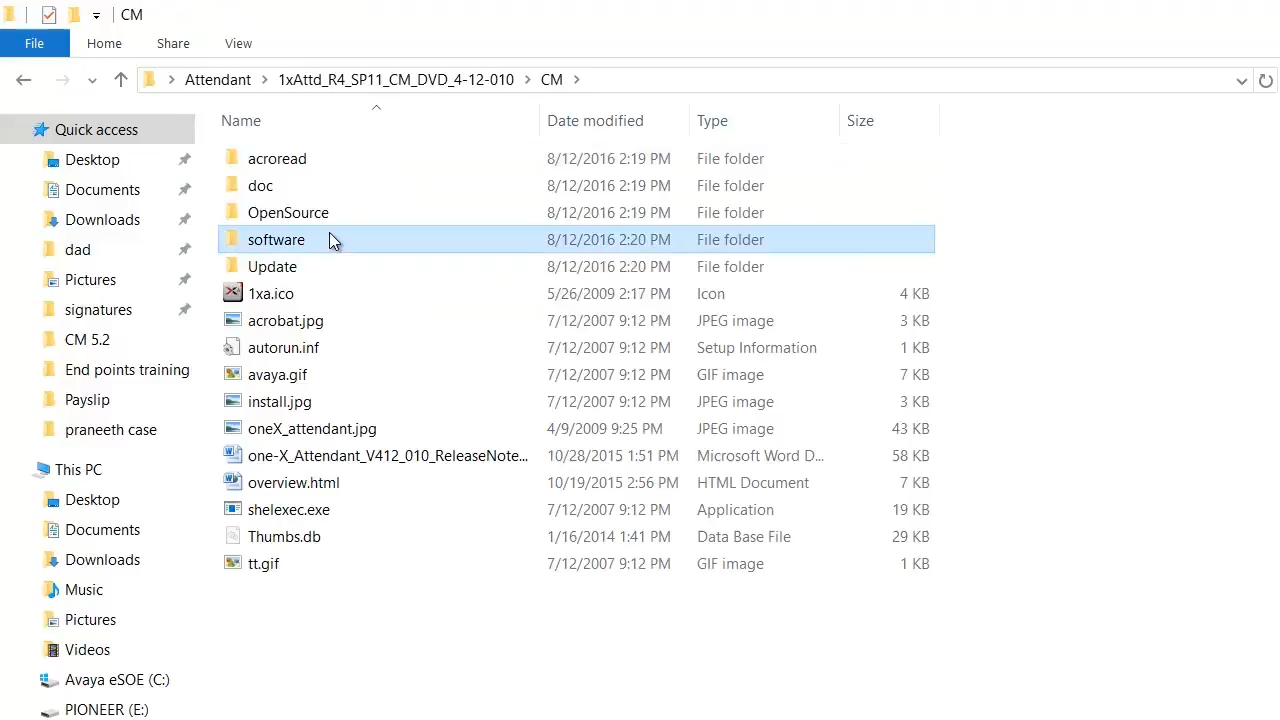 CM
File Home Share View
Attendant 1xAttd_R4_SP11_CM_DVD_4-12-010 CM
Name Date modified Type Size
Quick access
Desktop
Documents
Downloads
dad
Pictures
signatures
CM 5.2
End points training
Payslip
praneeth case
This PC
Desktop
Documents
Downloads
Music
Pictures
Videos
Avaya eSOE (C:)
PIONEER (E:)
acroread 8/12/2016 2:19 PM File folder
doc 8/12/2016 2:19 PM File folder
OpenSource 8/12/2016 2:19 PM File folder
software 8/12/2016 2:20 PM File folder
Update 8/12/2016 2:20 PM File folder
1xa.ico 5/26/2009 2:17 PM Icon 4 KB
acrobat.jpg 7/12/2007 9:12 PM JPEG image 3 KB
autorun.inf 7/12/2007 9:12 PM Setup Information 1 KB
avaya.gif 7/12/2007 9:12 PM GIF image 7 KB
install.jpg 7/12/2007 9:12 PM JPEG image 3 KB
oneX_attendant.jpg 4/9/2009 9:25 PM JPEG image 43 KB
one-X_Attendant_V412_010_ReleaseNote... 10/28/2015 1:51 PM Microsoft Word D... 58 KB
overview.html 10/19/2015 2:56 PM HTML Document 7 KB
shelexec.exe 7/12/2007 9:12 PM Application 19 KB
Thumbs.db 1/16/2014 1:41 PM Data Base File 29 KB
tt.gif 7/12/2007 9:12 PM GIF image 1 KB